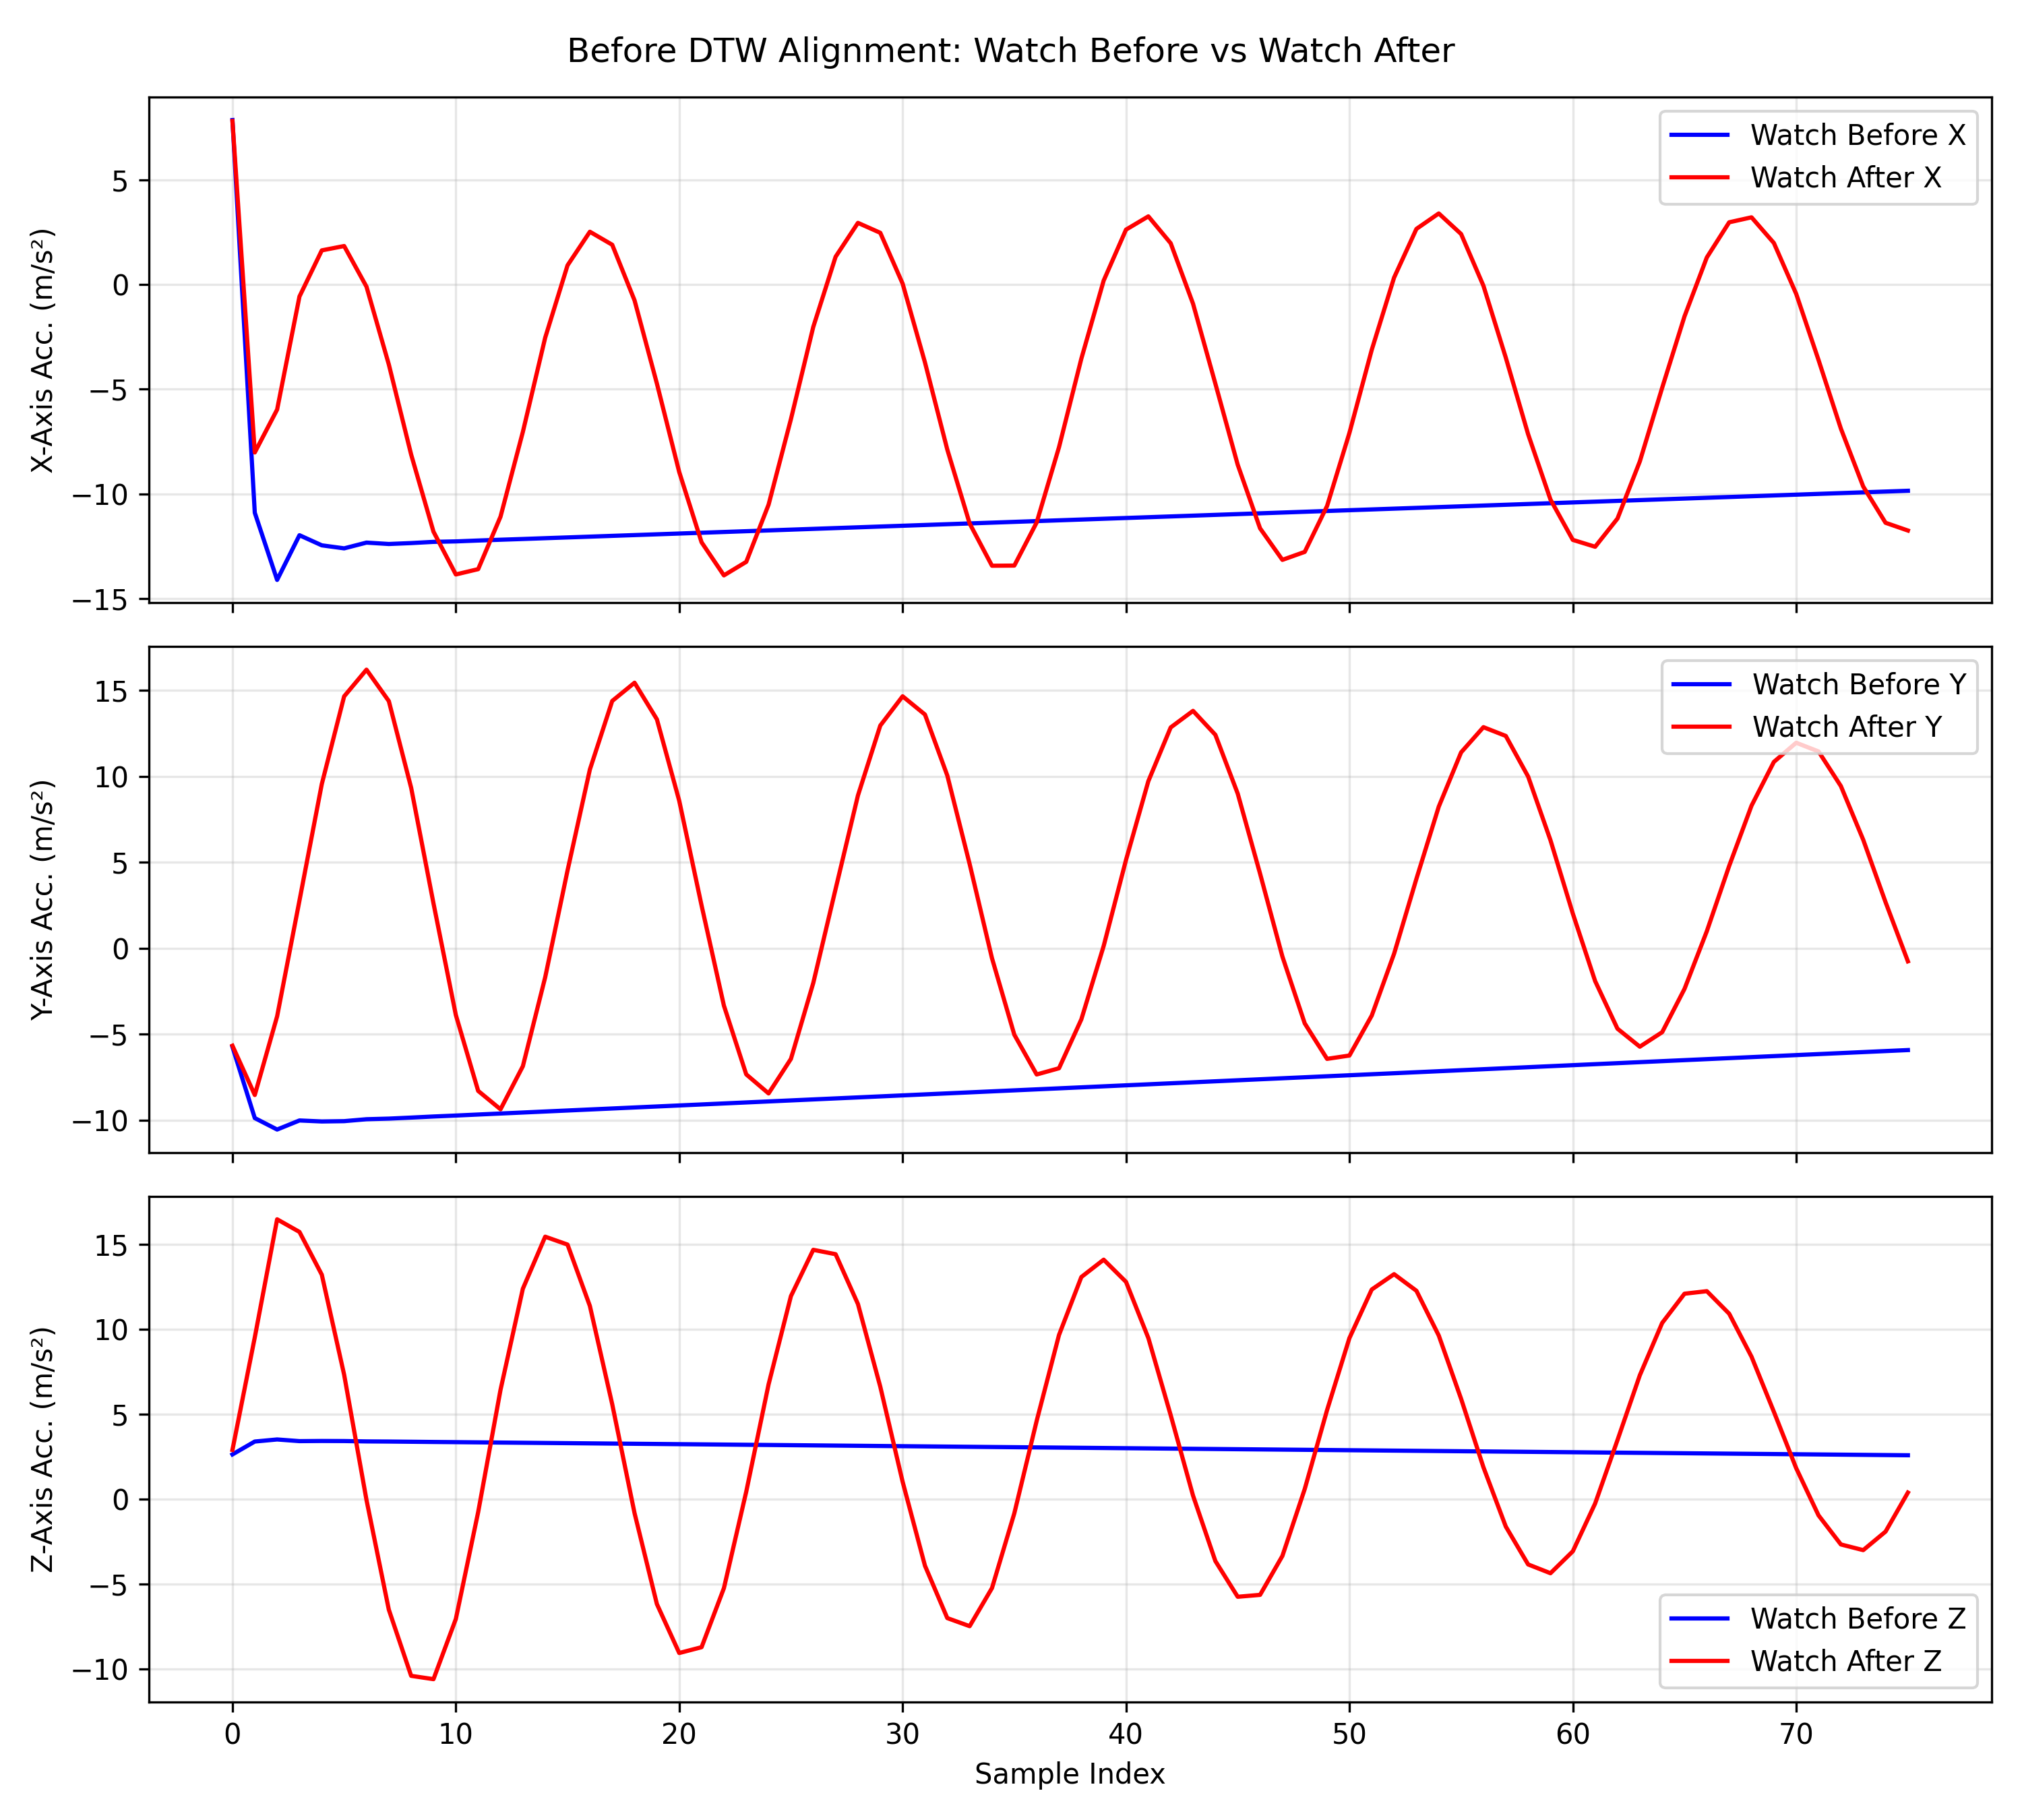 Before DTW Alignment: Watch Before vs Watch After
X-Axis Acc. (m/s²)
5
0
−5
−10
−15
Watch Before X
Watch After X
Y-Axis Acc. (m/s²)
15
10
5
0
−5
−10
Watch Before Y
Watch After Y
Z-Axis Acc. (m/s²)
15
10
5
0
−5
−10
Watch Before Z
Watch After Z
0 10 20 30 40 50 60 70
Sample Index